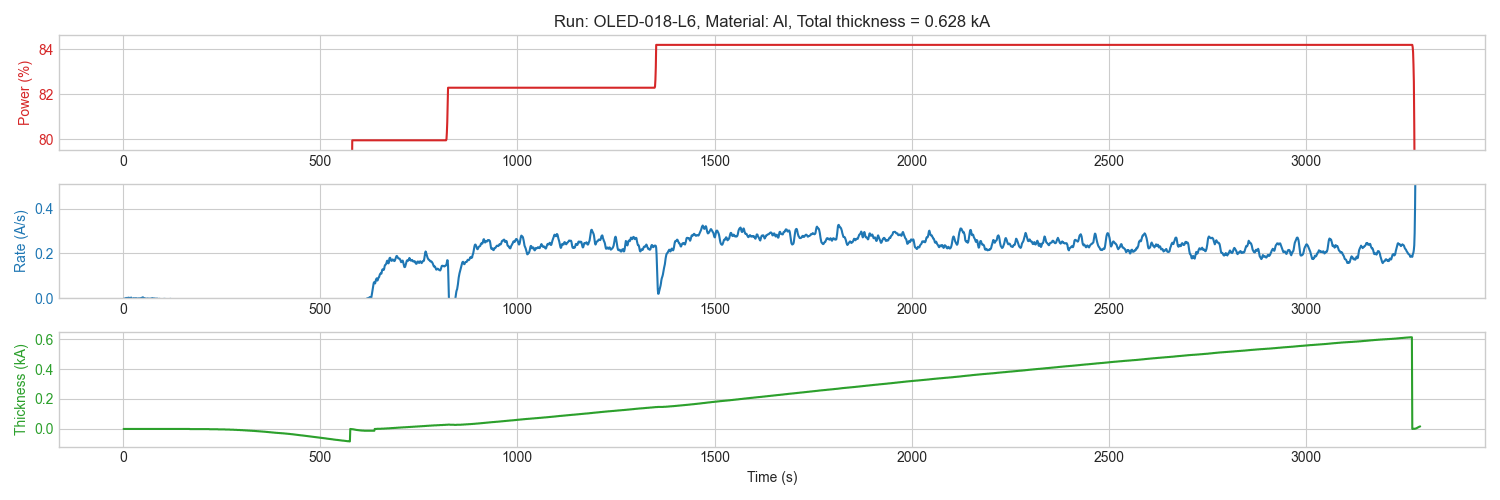 Run: OLED-018-L6, Material: Al, Total thickness = 0.628 kA
Power (%)
84
82
80
0 500 1000 1500 2000 2500 3000
Rate (A/s)
0.4
0.2
0.0
0 500 1000 1500 2000 2500 3000
Thickness (kA)
0.6
0.4
0.2
0.0
0 500 1000 1500 2000 2500 3000
Time (s)